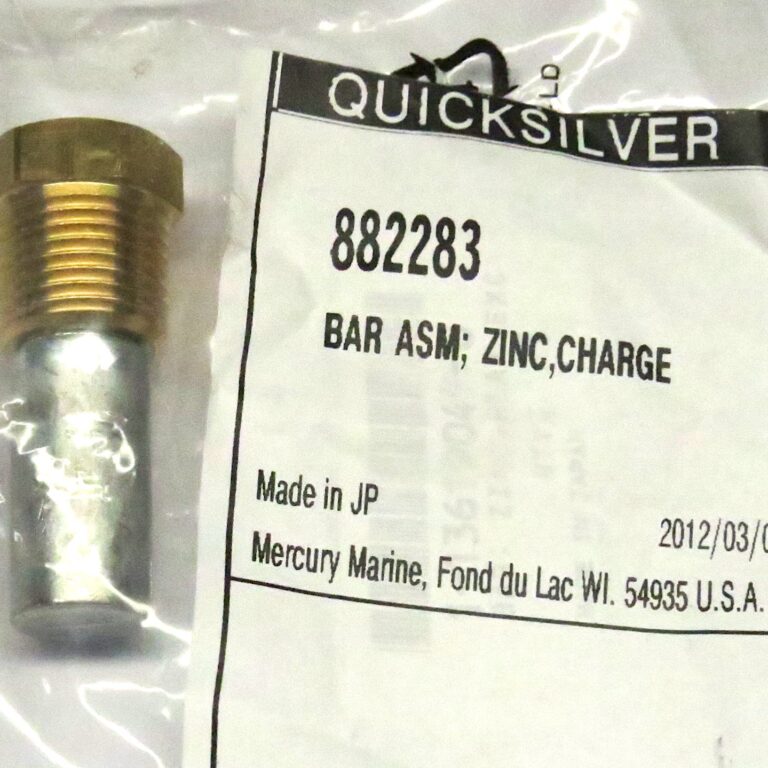 LD
QUICKSILVER
882283
BAR ASM; ZINC,CHARGE
Made in JP
2012/03/0
Mercury Marine, Fond du Lac WI. 54935 U.S.A.